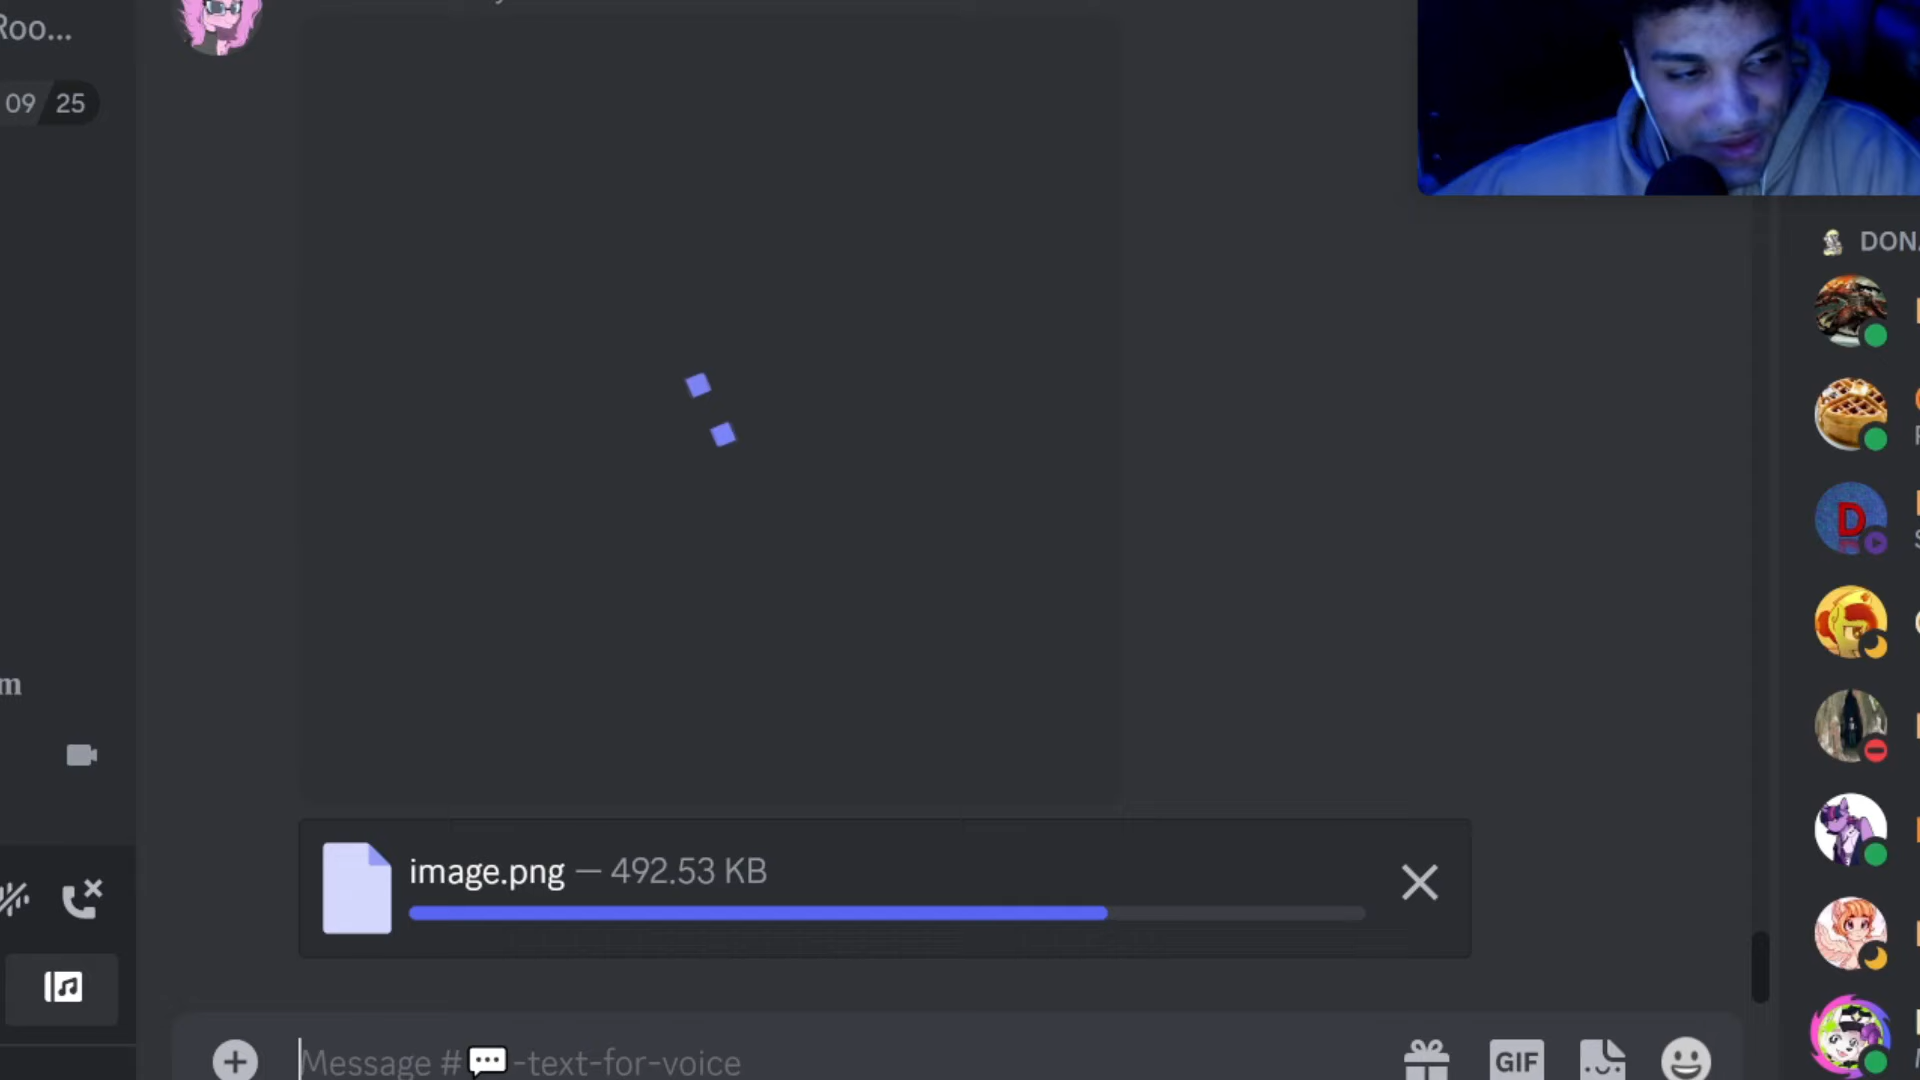 Roo...
09 / 25
DON
D
m
image.png — 492.53 KB
GIF
Message #💬-text-for-voice